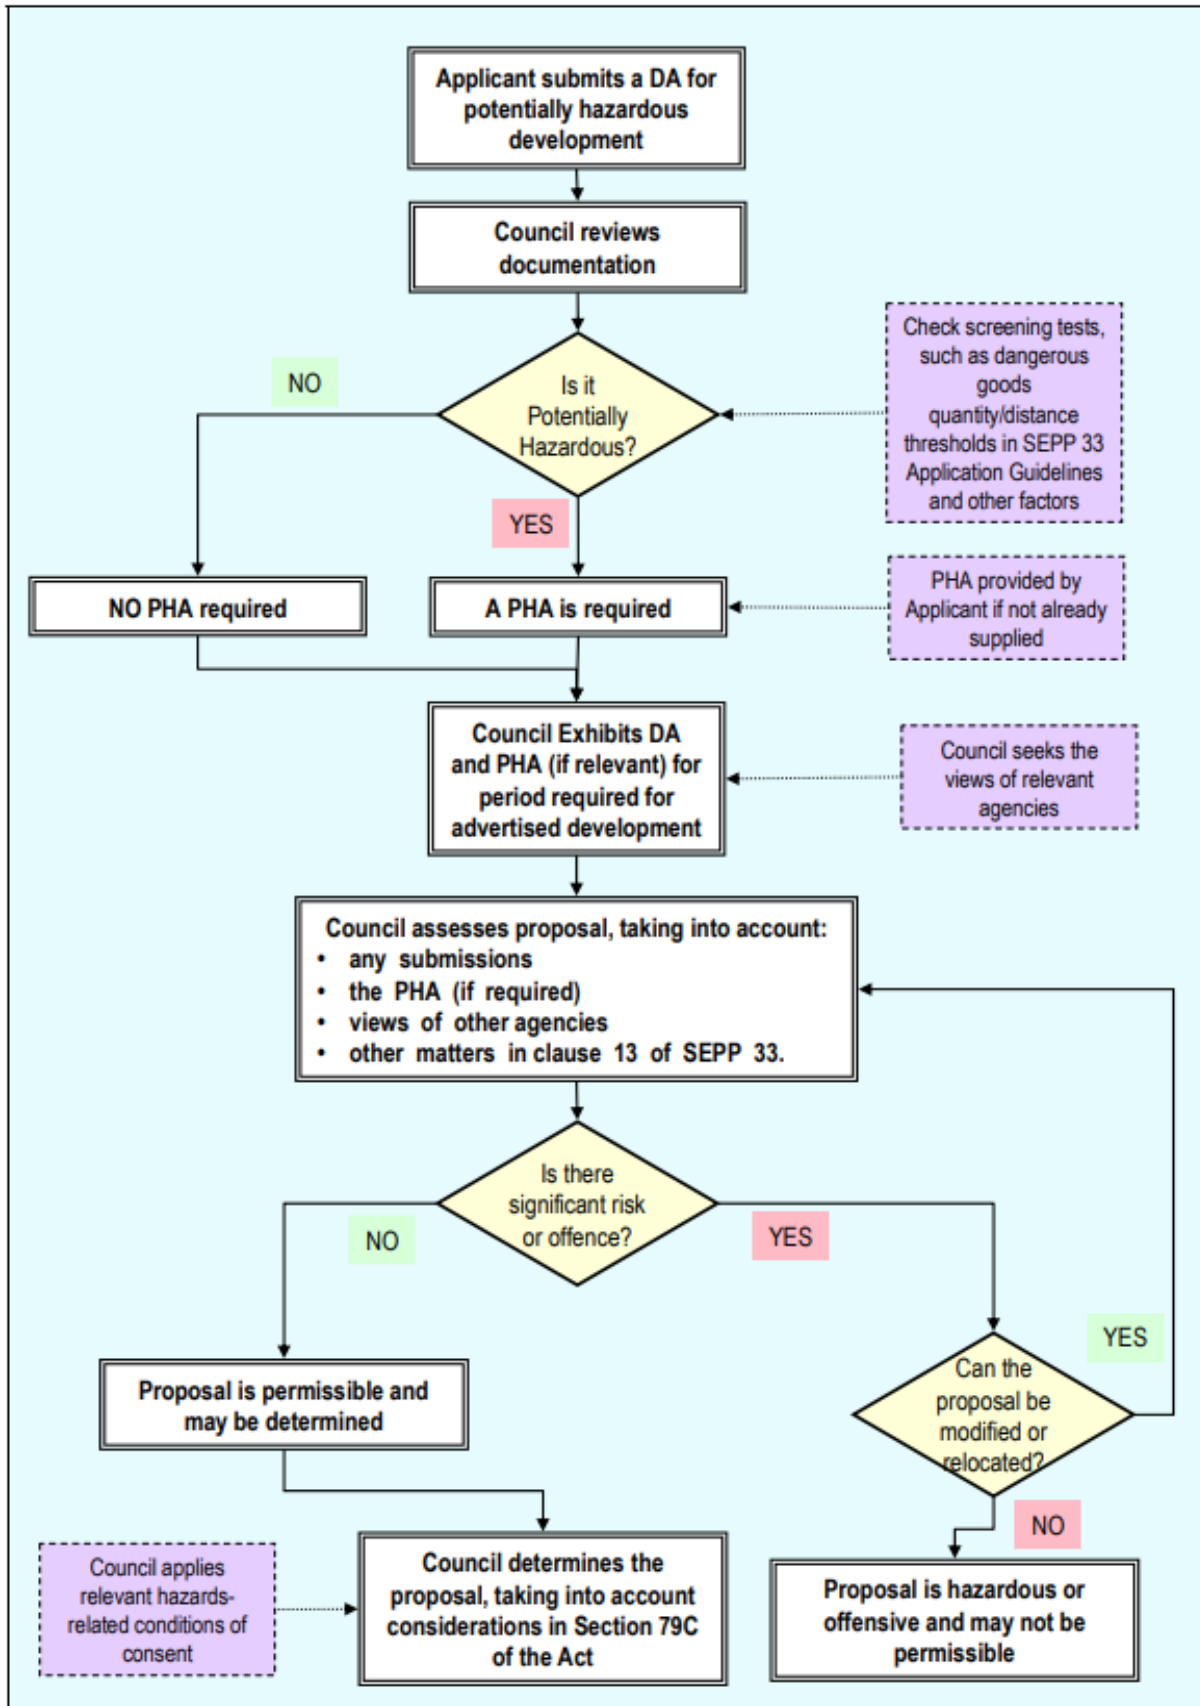 Applicant submits a DA for
potentially hazardous
development
Council reviews
documentation
Check screening tests,
such as dangerous
goods
quantity/distance
thresholds in SEPP 33
Application Guidelines
and other factors
NO
Is it
Potentially
Hazardous?
YES
NO PHA required
A PHA is required
PHA provided by
Applicant if not already
supplied
Council Exhibits DA
and PHA (if relevant) for
period required for
advertised development
Council seeks the
views of relevant
agencies
Council assesses proposal, taking into account:
• any submissions
• the PHA (if required)
• views of other agencies
• other matters in clause 13 of SEPP 33.
Is there
significant risk
or offence?
NO
YES
YES
Proposal is permissible and
may be determined
Can the
proposal be
modified or
relocated?
NO
Council applies
relevant hazards-
related conditions of
consent
Council determines the
proposal, taking into account
considerations in Section 79C
of the Act
Proposal is hazardous or
offensive and may not be
permissible